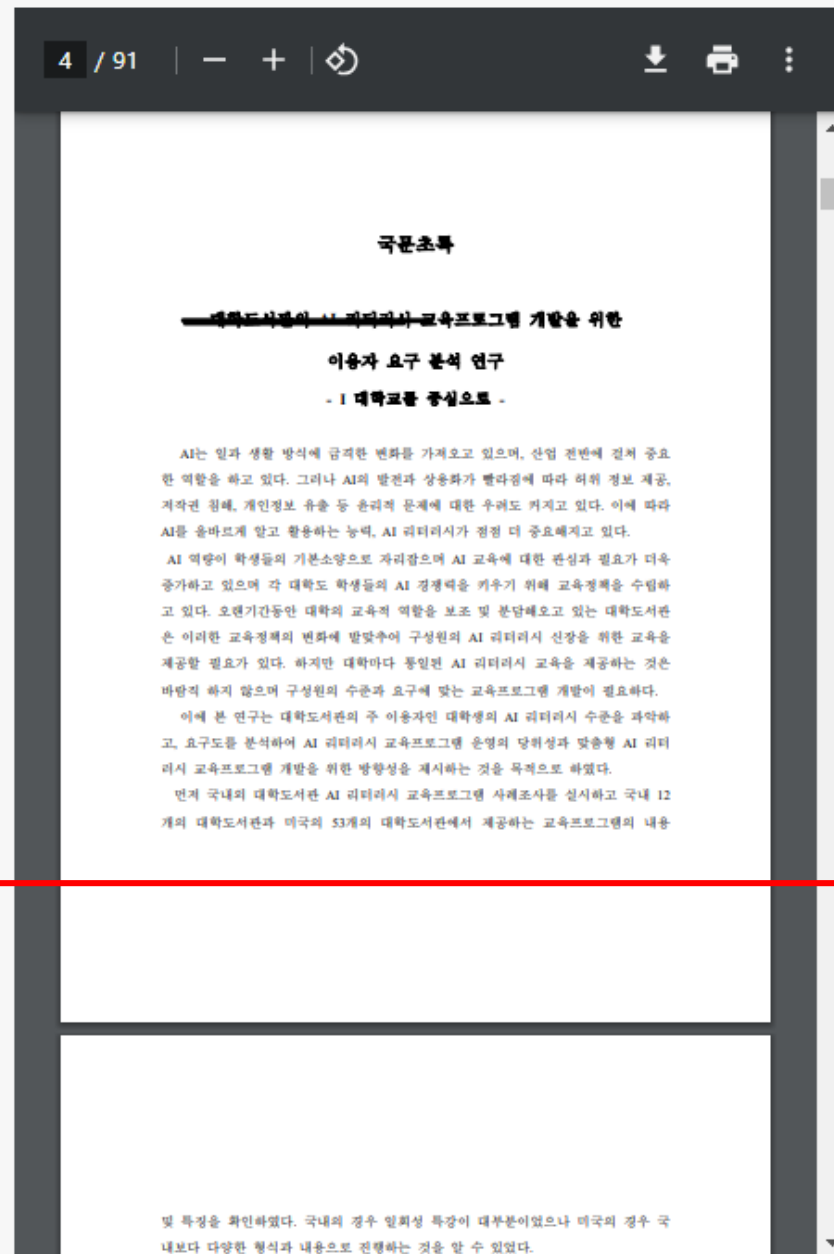 4 / 91
국문초록
대학도서관의 AI 리터러시 교육프로그램 개발을 위한
이용자 요구 분석 연구
- I 대학교를 중심으로 -
AI는 일과 생활 방식에 급격한 변화를 가져오고 있으며, 산업 전반에 걸쳐 중요
한 역할을 하고 있다. 그러나 AI의 발전과 상용화가 빨라짐에 따라 허위 정보 제공,
저작권 침해, 개인정보 유출 등 윤리적 문제에 대한 우려도 커지고 있다. 이에 따라
AI를 올바르게 알고 활용하는 능력, AI 리터러시가 점점 더 중요해지고 있다.
AI 역량이 학생들의 기본소양으로 자리잡으며 AI 교육에 대한 관심과 필요가 더욱
증가하고 있으며 각 대학도 학생들의 AI 경쟁력을 키우기 위해 교육정책을 수립하
고 있다. 오랜기간동안 대학의 교육적 역할을 보조 및 분담해오고 있는 대학도서관
은 이러한 교육정책의 변화에 발맞추어 구성원의 AI 리터러시 신장을 위한 교육을
제공할 필요가 있다. 하지만 대학마다 통일된 AI 리터러시 교육을 제공하는 것은
바람직 하지 않으며 구성원의 수준과 요구에 맞는 교육프로그램 개발이 필요하다.
이에 본 연구는 대학도서관의 주 이용자인 대학생의 AI 리터러시 수준을 파악하
고, 요구도를 분석하여 AI 리터러시 교육프로그램 운영의 당위성과 맞춤형 AI 리터
러시 교육프로그램 개발을 위한 방향성을 제시하는 것을 목적으로 하였다.
먼저 국내외 대학도서관 AI 리터러시 교육프로그램 사례조사를 실시하고 국내 12
개의 대학도서관과 미국의 53개의 대학도서관에서 제공하는 교육프로그램의 내용
및 특징을 확인하였다. 국내의 경우 일회성 특강이 대부분이었으나 미국의 경우 국
내보다 다양한 형식과 내용으로 진행하는 것을 알 수 있었다.